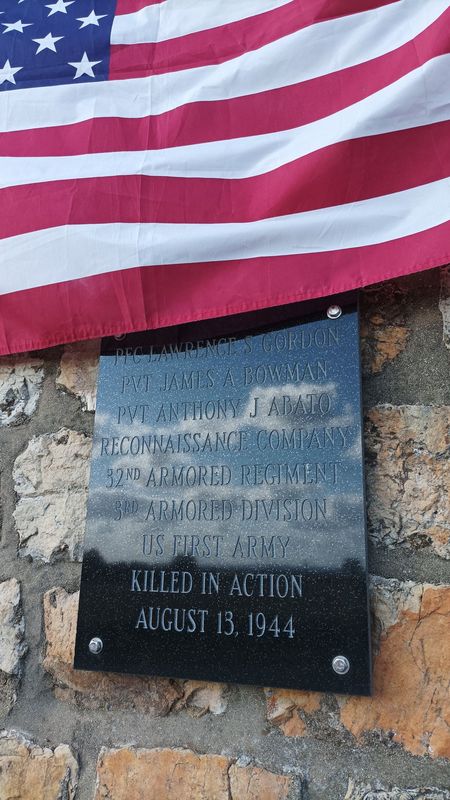 PFC LAWRENCE S GORDON
PVT JAMES A BOWMAN
PVT ANTHONY J ABATO
RECONNAISSANCE COMPANY
32ND ARMORED REGIMENT
3RD ARMORED DIVISION
US FIRST ARMY
KILLED IN ACTION
AUGUST 13, 1944